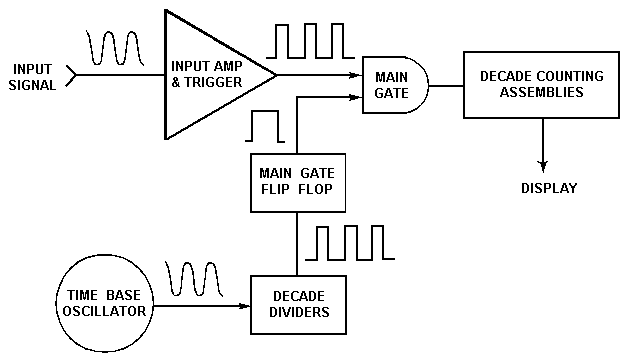 INPUT
SIGNAL
INPUT AMP
& TRIGGER
MAIN
GATE
DECADE COUNTING
ASSEMBLIES
DISPLAY
MAIN GATE
FLIP FLOP
TIME BASE
OSCILLATOR
DECADE
DIVIDERS